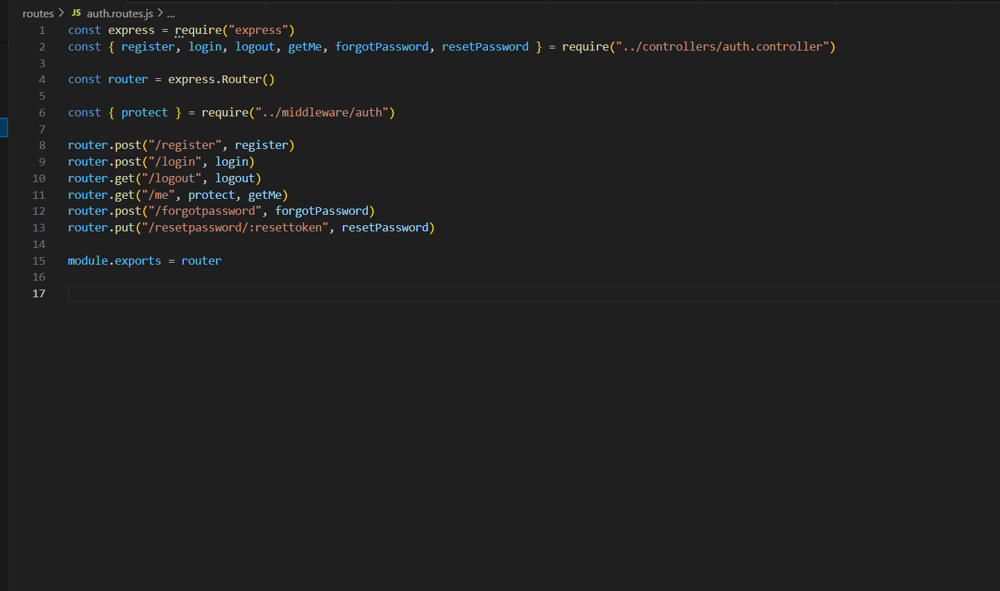 routes > JS auth.routes.js > ...
1 const express = require("express")
2 const { register, login, logout, getMe, forgotPassword, resetPassword } = require("../controllers/auth.controller")
3
4 const router = express.Router()
5
6 const { protect } = require("../middleware/auth")
7
8 router.post("/register", register)
9 router.post("/login", login)
10 router.get("/logout", logout)
11 router.get("/me", protect, getMe)
12 router.post("/forgotpassword", forgotPassword)
13 router.put("/resetpassword/:resettoken", resetPassword)
14
15 module.exports = router
16
17